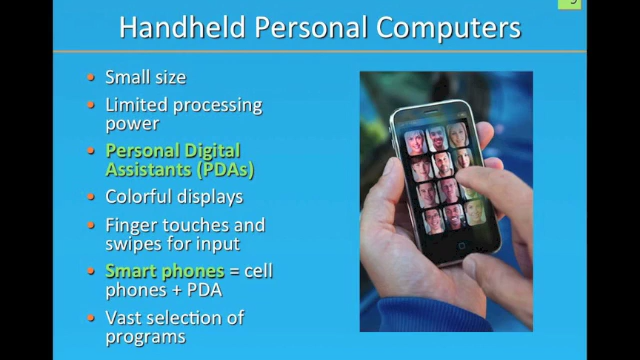 Handheld Personal Computers
• Small size
• Limited processing
power
• Personal Digital
Assistants (PDAs)
• Colorful displays
• Finger touches and
swipes for input
• Smart phones = cell
phones + PDA
• Vast selection of
programs